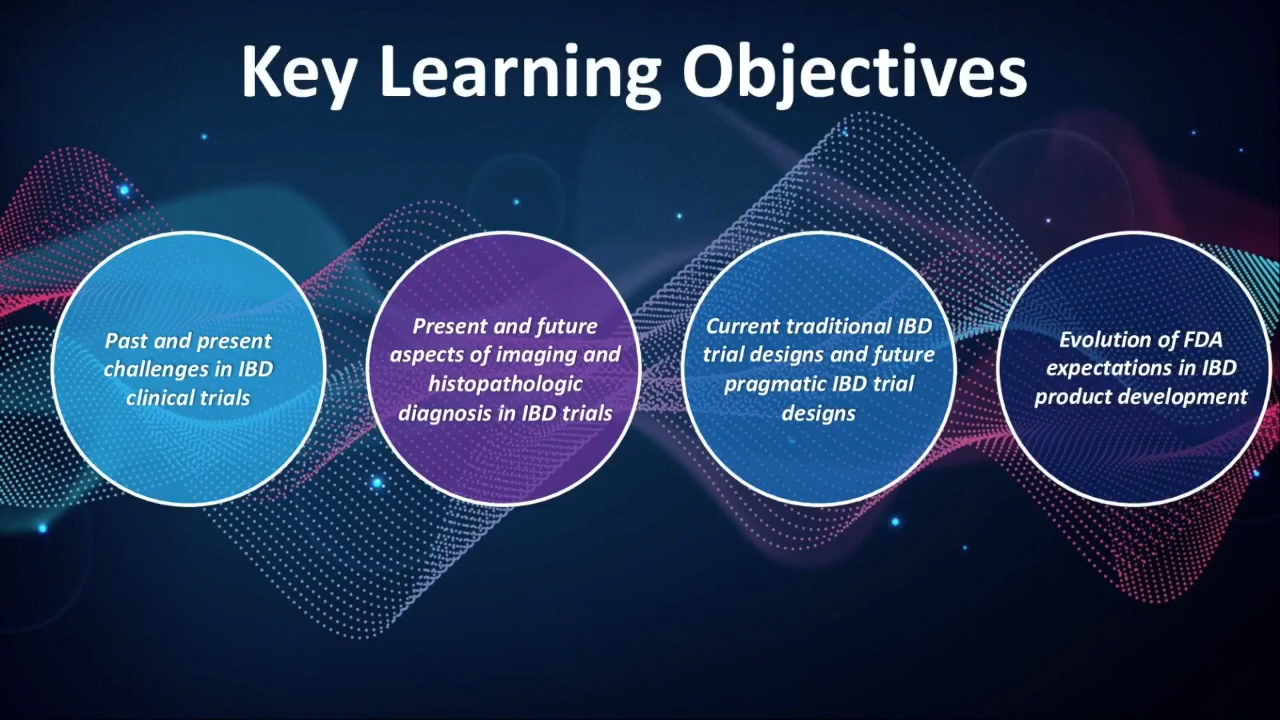 Key Learning Objectives
Past and present
challenges in IBD
clinical trials
Present and future
aspects of imaging and
histopathologic
diagnosis in IBD trials
Current traditional IBD
trial designs and future
pragmatic IBD trial
designs
Evolution of FDA
expectations in IBD
product development